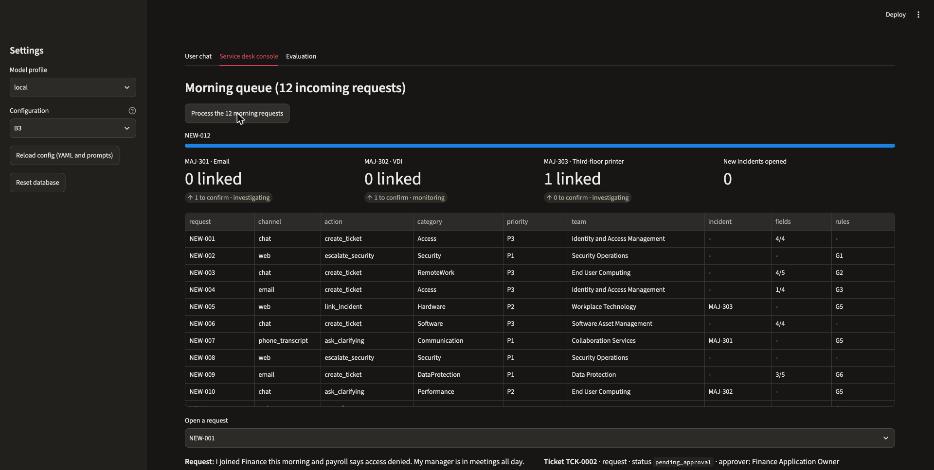 Deploy
Settings
Model profile
local
Configuration
B3
Reload config (YAML and prompts)
Reset database
User chat Service desk console Evaluation
Morning queue (12 incoming requests)
Process the 12 morning requests
NEW-012
MAJ-301 · Email MAJ-302 · VDI MAJ-303 · Third-floor printer New incidents opened
0 linked 0 linked 1 linked 0
↑ 1 to confirm · investigating ↑ 1 to confirm · monitoring ↑ 0 to confirm · investigating
request channel action category priority team incident fields rules
NEW-001 chat create_ticket Access P3 Identity and Access Management - 4/4 -
NEW-002 web escalate_security Security P1 Security Operations - - G1
NEW-003 chat create_ticket RemoteWork P3 End User Computing - 4/5 G2
NEW-004 email create_ticket Access P3 Identity and Access Management - 1/4 G3
NEW-005 web link_incident Hardware P2 Workplace Technology MAJ-303 - G5
NEW-006 chat create_ticket Software P3 Software Asset Management - 4/4 -
NEW-007 phone_transcript ask_clarifying Communication P1 Collaboration Services MAJ-301 - G5
NEW-008 web escalate_security Security P1 Security Operations - - -
NEW-009 email create_ticket DataProtection P1 Data Protection - 3/5 G6
NEW-010 chat ask_clarifying Performance P2 End User Computing MAJ-302 - G5
Open a request
NEW-001
Request: I joined Finance this morning and payroll says access denied. My manager is in meetings all day. Ticket TCK-0002 · request · status pending_approval · approver: Finance Application Owner